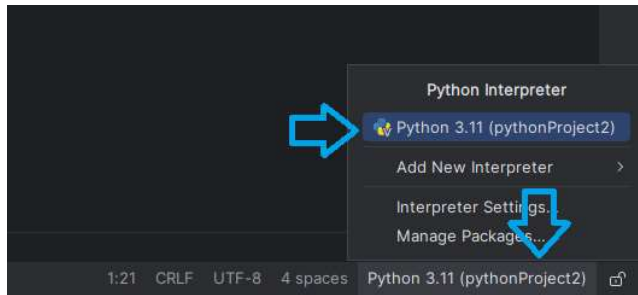 Python Interpreter
Python 3.11 (pythonProject2)
Add New Interpreter
Interpreter Settings...
Manage Packages...
1:21 CRLF UTF-8 4 spaces Python 3.11 (pythonProject2)